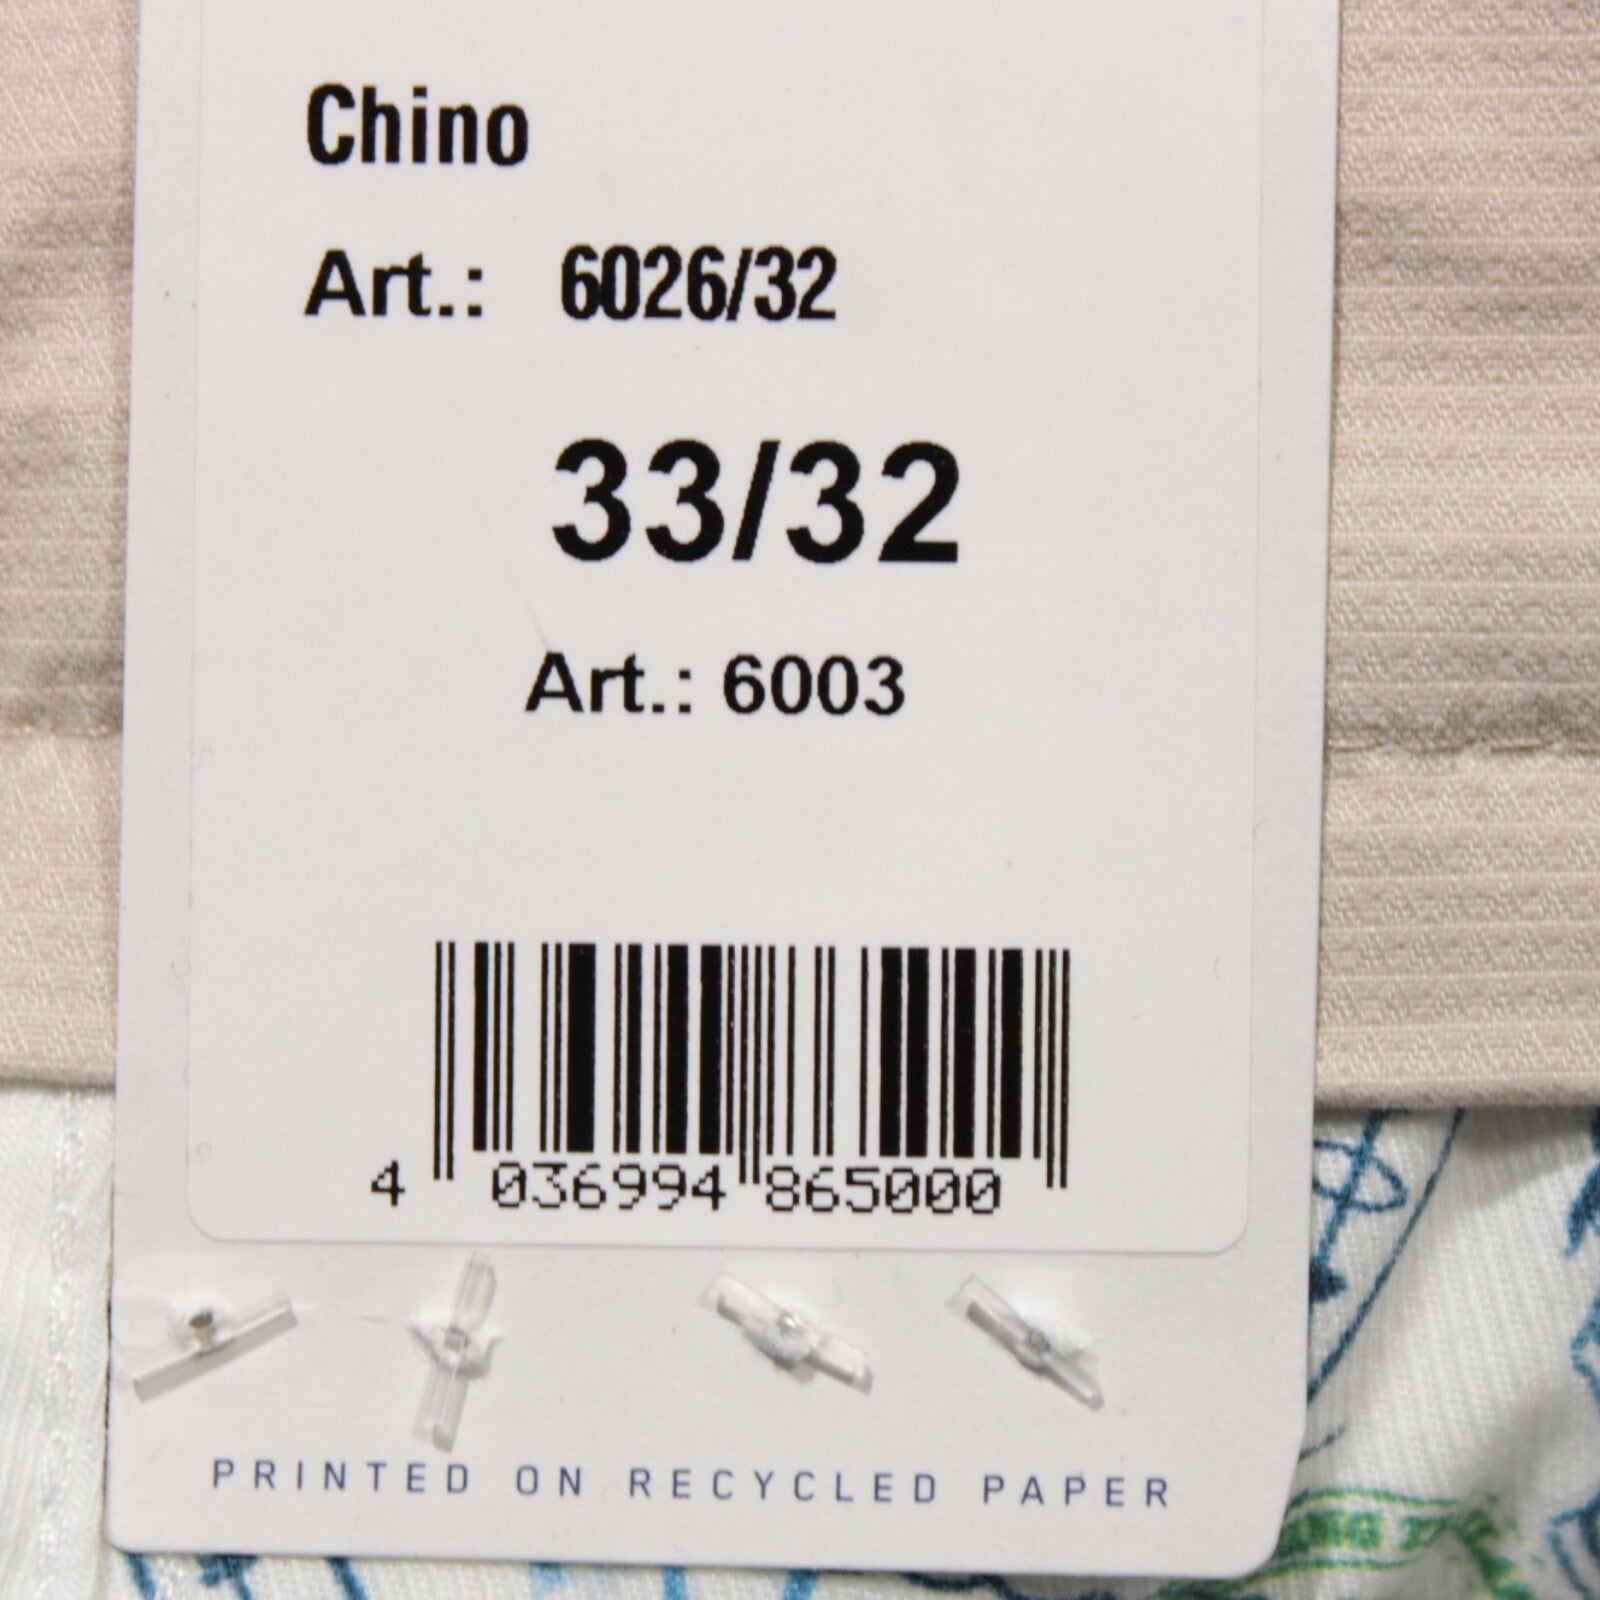 Chino
Art.: 6026/32
33/32
Art.: 6003
4 036994 865000
PRINTED ON RECYCLED PAPER